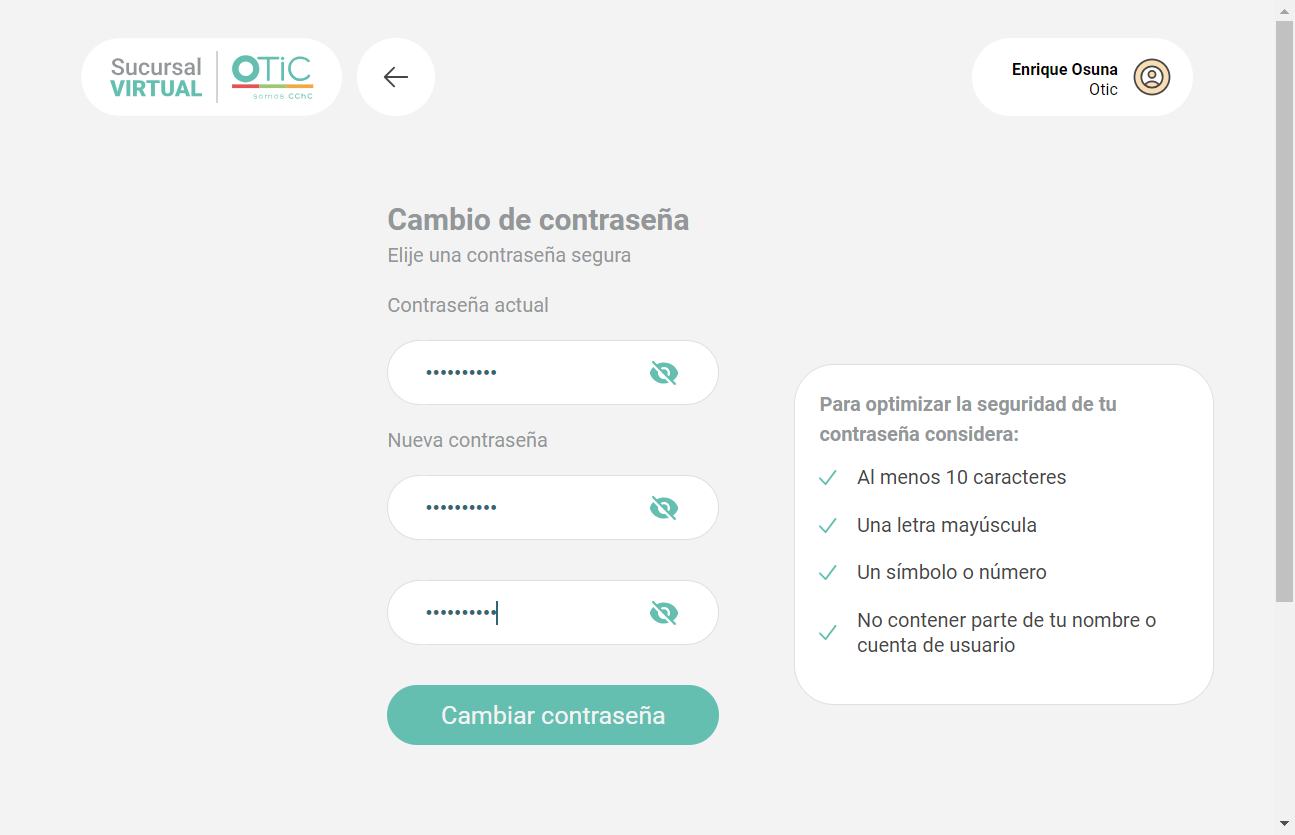 Sucursal
VIRTUAL
OTiC
somos CChC
Enrique Osuna
Otic
Cambio de contraseña
Elije una contraseña segura
Contraseña actual
••••••••••
Nueva contraseña
••••••••••
••••••••••
Cambiar contraseña
Para optimizar la seguridad de tu
contraseña considera:
Al menos 10 caracteres
Una letra mayúscula
Un símbolo o número
No contener parte de tu nombre o
cuenta de usuario